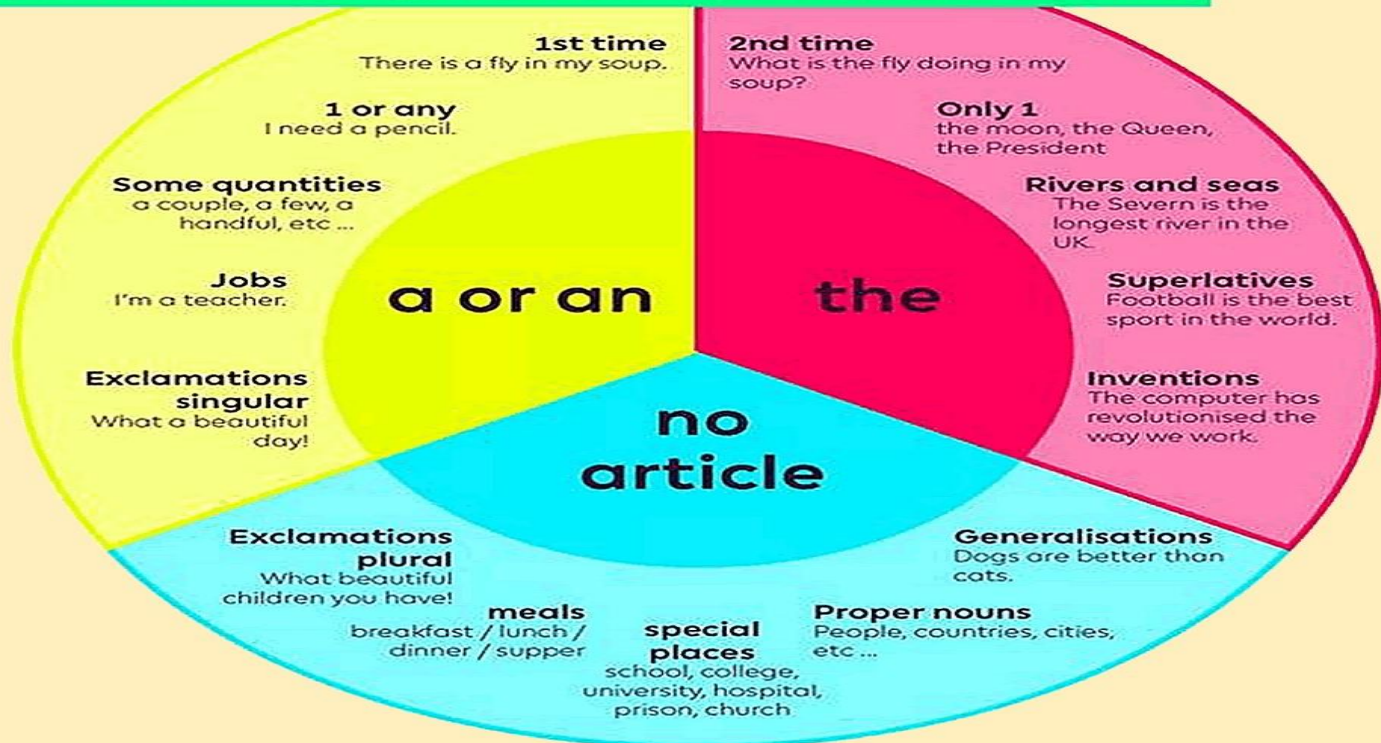 1st time
There is a fly in my soup.
1 or any
I need a pencil.
Some quantities
a couple, a few, a
handful, etc ...
Jobs
I'm a teacher.
Exclamations
singular
What a beautiful
day!
a or an
2nd time
What is the fly doing in my
soup?
Only 1
the moon, the Queen,
the President
Rivers and seas
The Severn is the
longest river in the
UK.
Superlatives
Football is the best
sport in the world.
Inventions
The computer has
revolutionised the
way we work.
the
no
article
Exclamations
plural
What beautiful
children you have!
meals
breakfast / lunch /
dinner / supper
special
places
school, college,
university, hospital,
prison, church
Proper nouns
People, countries, cities,
etc ...
Generalisations
Dogs are better than
cats.